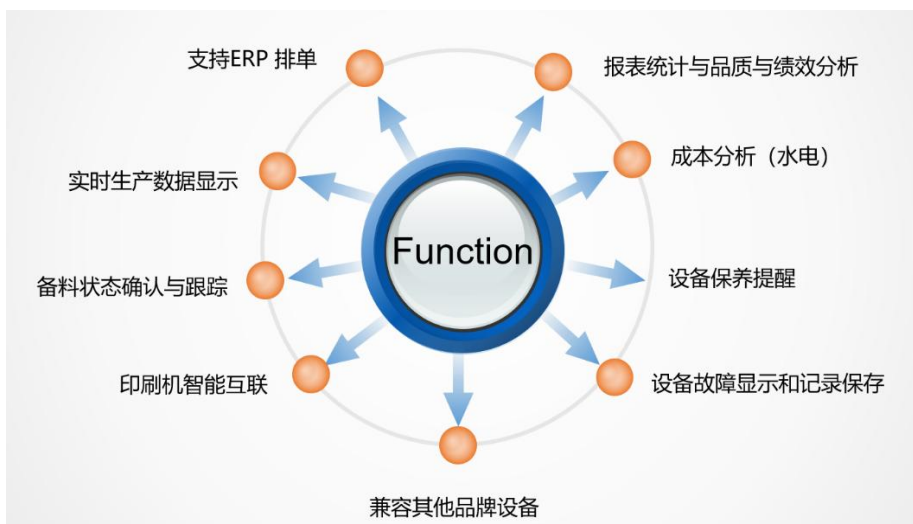 支持ERP 排单
报表统计与品质与绩效分析
成本分析（水电）
实时生产数据显示
Function
设备保养提醒
备料状态确认与跟踪
印刷机智能互联
设备故障显示和记录保存
兼容其他品牌设备